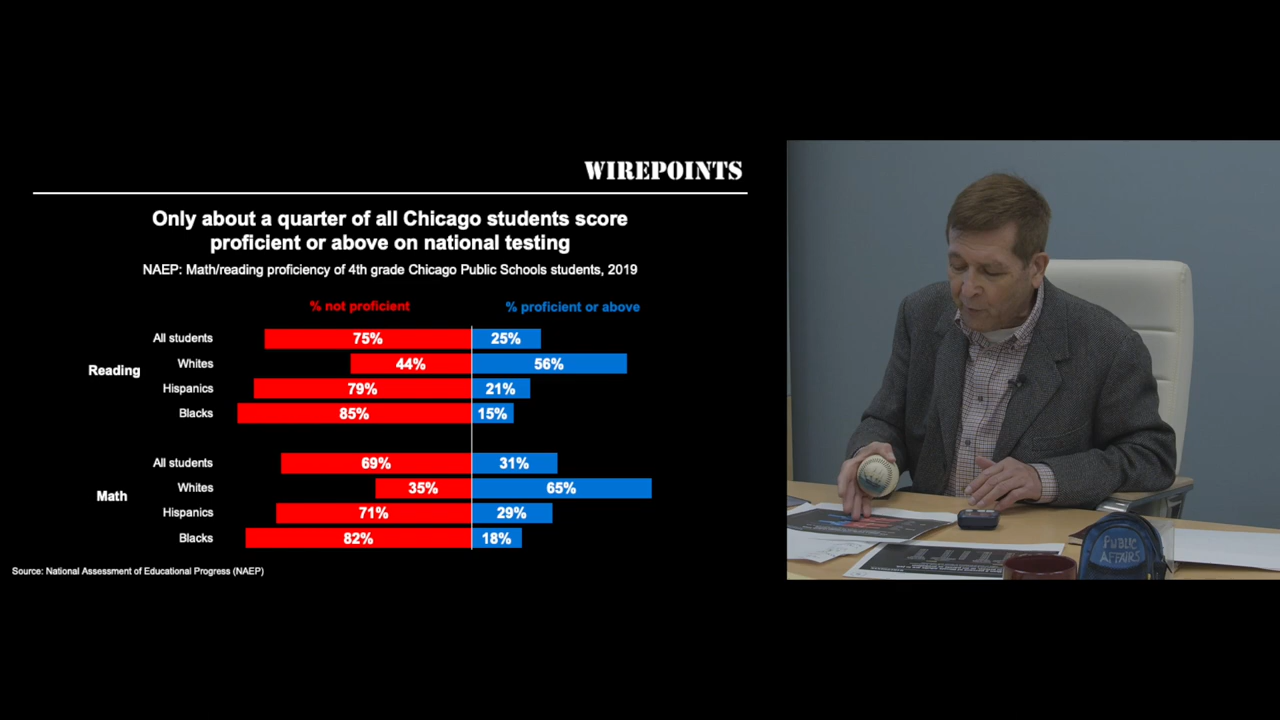 WIREPOINTS
Only about a quarter of all Chicago students score
proficient or above on national testing
NAEP: Math/reading proficiency of 4th grade Chicago Public Schools students, 2019
% not proficient % proficient or above
Reading
All students 75% 25%
Whites 44% 56%
Hispanics 79% 21%
Blacks 85% 15%
Math
All students 69% 31%
Whites 35% 65%
Hispanics 71% 29%
Blacks 82% 18%
Source: National Assessment of Educational Progress (NAEP)
PUBLIC
AFFAIRS